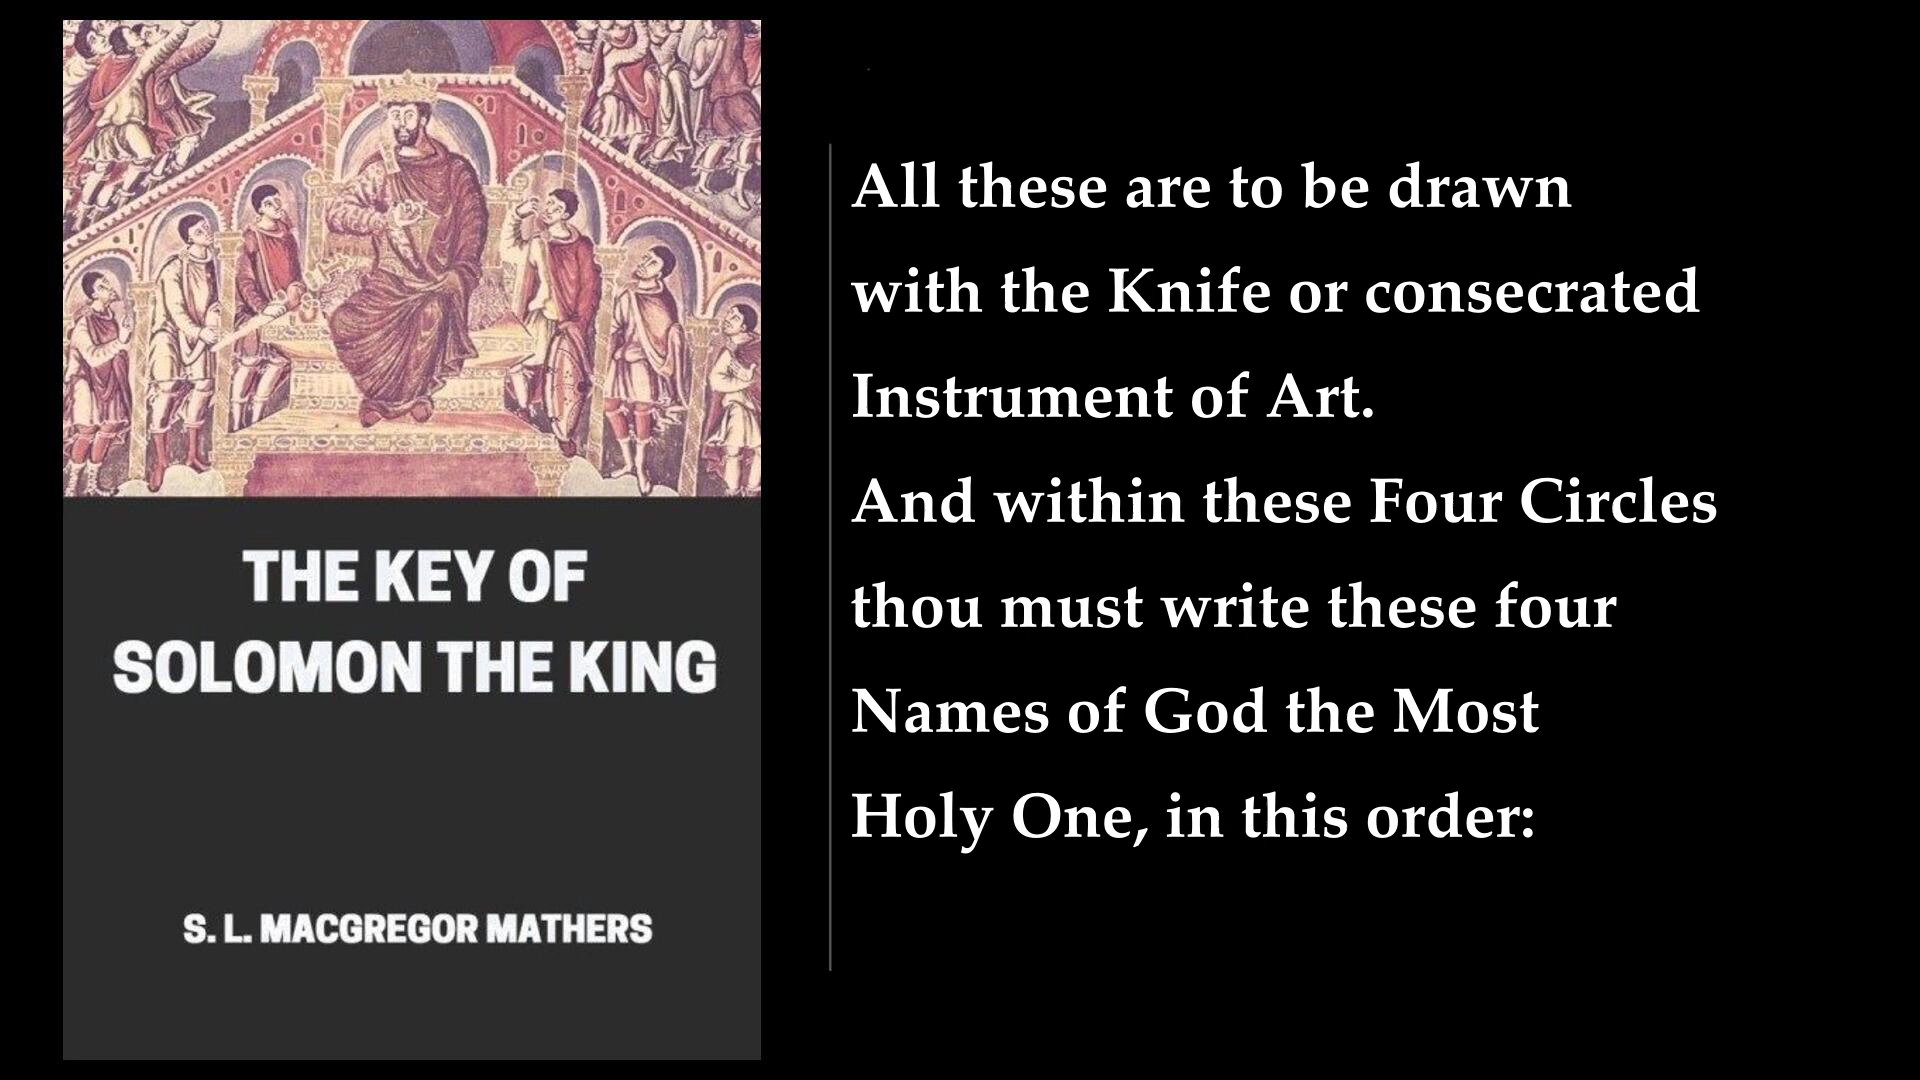 THE KEY OF
SOLOMON THE KING
S. L. MACGREGOR MATHERS
All these are to be drawn
with the Knife or consecrated
Instrument of Art.
And within these Four Circles
thou must write these four
Names of God the Most
Holy One, in this order: